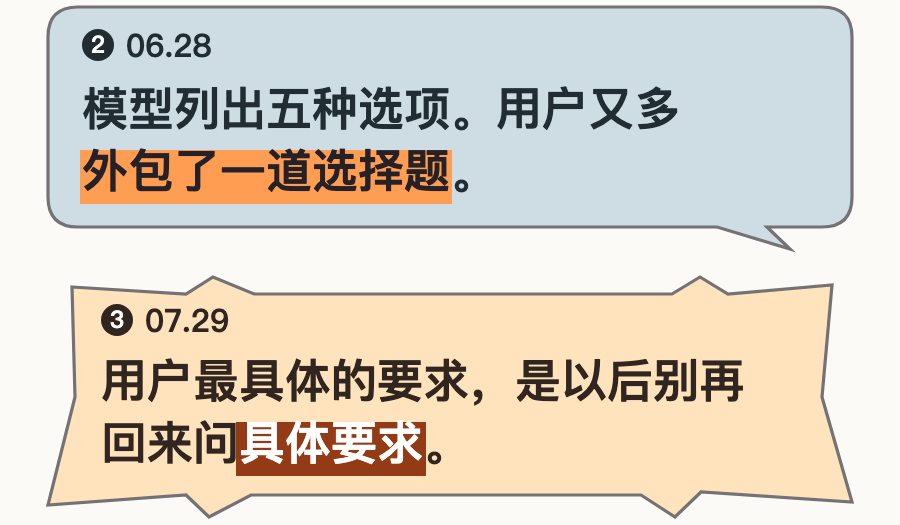 ❷ 06.28
模型列出五种选项。用户又多
外包了一道选择题。
❸ 07.29
用户最具体的要求，是以后别再
回来问具体要求。